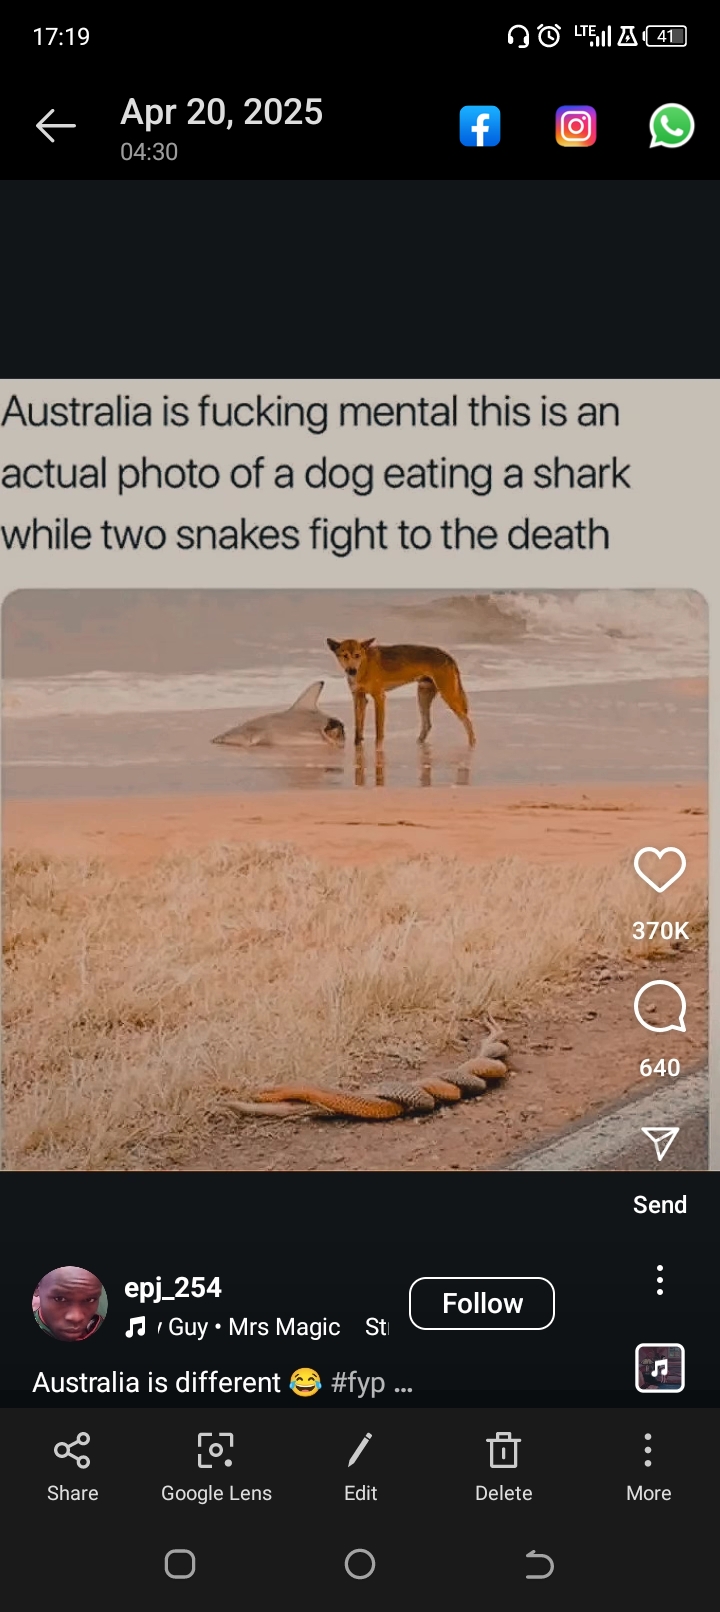 17:19
LTE
41
Apr 20, 2025
04:30
Australia is fucking mental this is an
actual photo of a dog eating a shark
while two snakes fight to the death
370K
640
Send
epj_254
Guy • Mrs Magic
Follow
Australia is different 😂 #fyp ...
Share
Google Lens
Edit
Delete
More